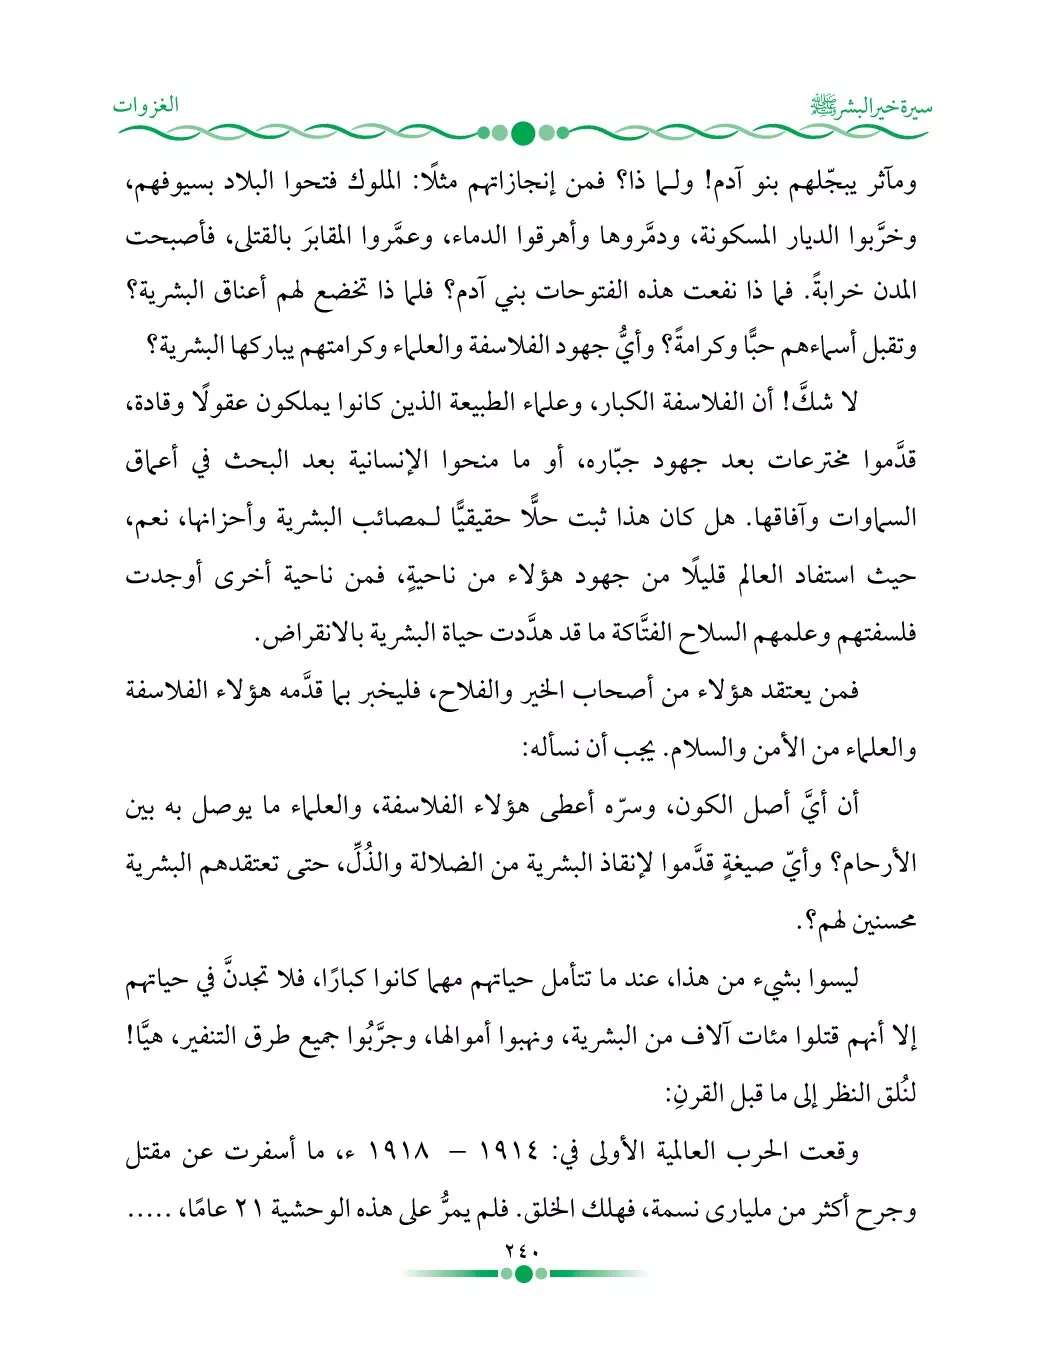 سيرة خير البشر ﷺ
الغزوات
ومآثر يبجّلهم بنو آدم! ولـما ذا؟ فمن إنجازاتهم مثلًا: الملوك فتحوا البلاد بسيوفهم،
وخرَّبوا الديار المسكونة، ودمَّروها وأهرقوا الدماء، وعمَّروا المقابرَ بالقتلى، فأصبحت
المدن خرابةً. فما ذا نفعت هذه الفتوحات بني آدم؟ فلما ذا تخضع لهم أعناق البشرية؟
وتقبل أسماءهم حبًّا وكرامةً؟ وأيُّ جهود الفلاسفة والعلماء وكرامتهم يباركها البشرية؟
لا شكَّ! أن الفلاسفة الكبار، وعلماء الطبيعة الذين كانوا يملكون عقولًا وقادة،
قدَّموا مخترعات بعد جهود جبّاره، أو ما منحوا الإنسانية بعد البحث في أعماق
السماوات وآفاقها. هل كان هذا ثبت حلًّا حقيقيًّا لـمصائب البشرية وأحزانها، نعم،
حيث استفاد العالم قليلًا من جهود هؤلاء من ناحيةٍ، فمن ناحية أخرى أوجدت
فلسفتهم وعلمهم السلاح الفتَّاكة ما قد هدَّدت حياة البشرية بالانقراض.
فمن يعتقد هؤلاء من أصحاب الخير والفلاح، فليخبر بما قدَّمه هؤلاء الفلاسفة
والعلماء من الأمن والسلام. يجب أن نسأله:
أن أيَّ أصل الكون، وسرّه أعطى هؤلاء الفلاسفة، والعلماء ما يوصل به بين
الأرحام؟ وأيّ صيغةٍ قدَّموا لإنقاذ البشرية من الضلالة والذُلِّ، حتى تعتقدهم البشرية
محسنين لهم؟.
ليسوا بشيء من هذا، عند ما تتأمل حياتهم مهما كانوا كبارًا، فلا تجدنَّ في حياتهم
إلا أنهم قتلوا مئات آلاف من البشرية، ونهبوا أموالها، وجرَّبُوا جميع طرق التنفير، هيَّا!
لنُلق النظر إلى ما قبل القرنِ:
وقعت الحرب العالمية الأولى في: ١٩١٤ – ١٩١٨ ء، ما أسفرت عن مقتل
وجرح أكثر من مليارى نسمة، فهلك الخلق. فلم يمرُّ على هذه الوحشية ٢١ عامًا، .....
٢٤٠